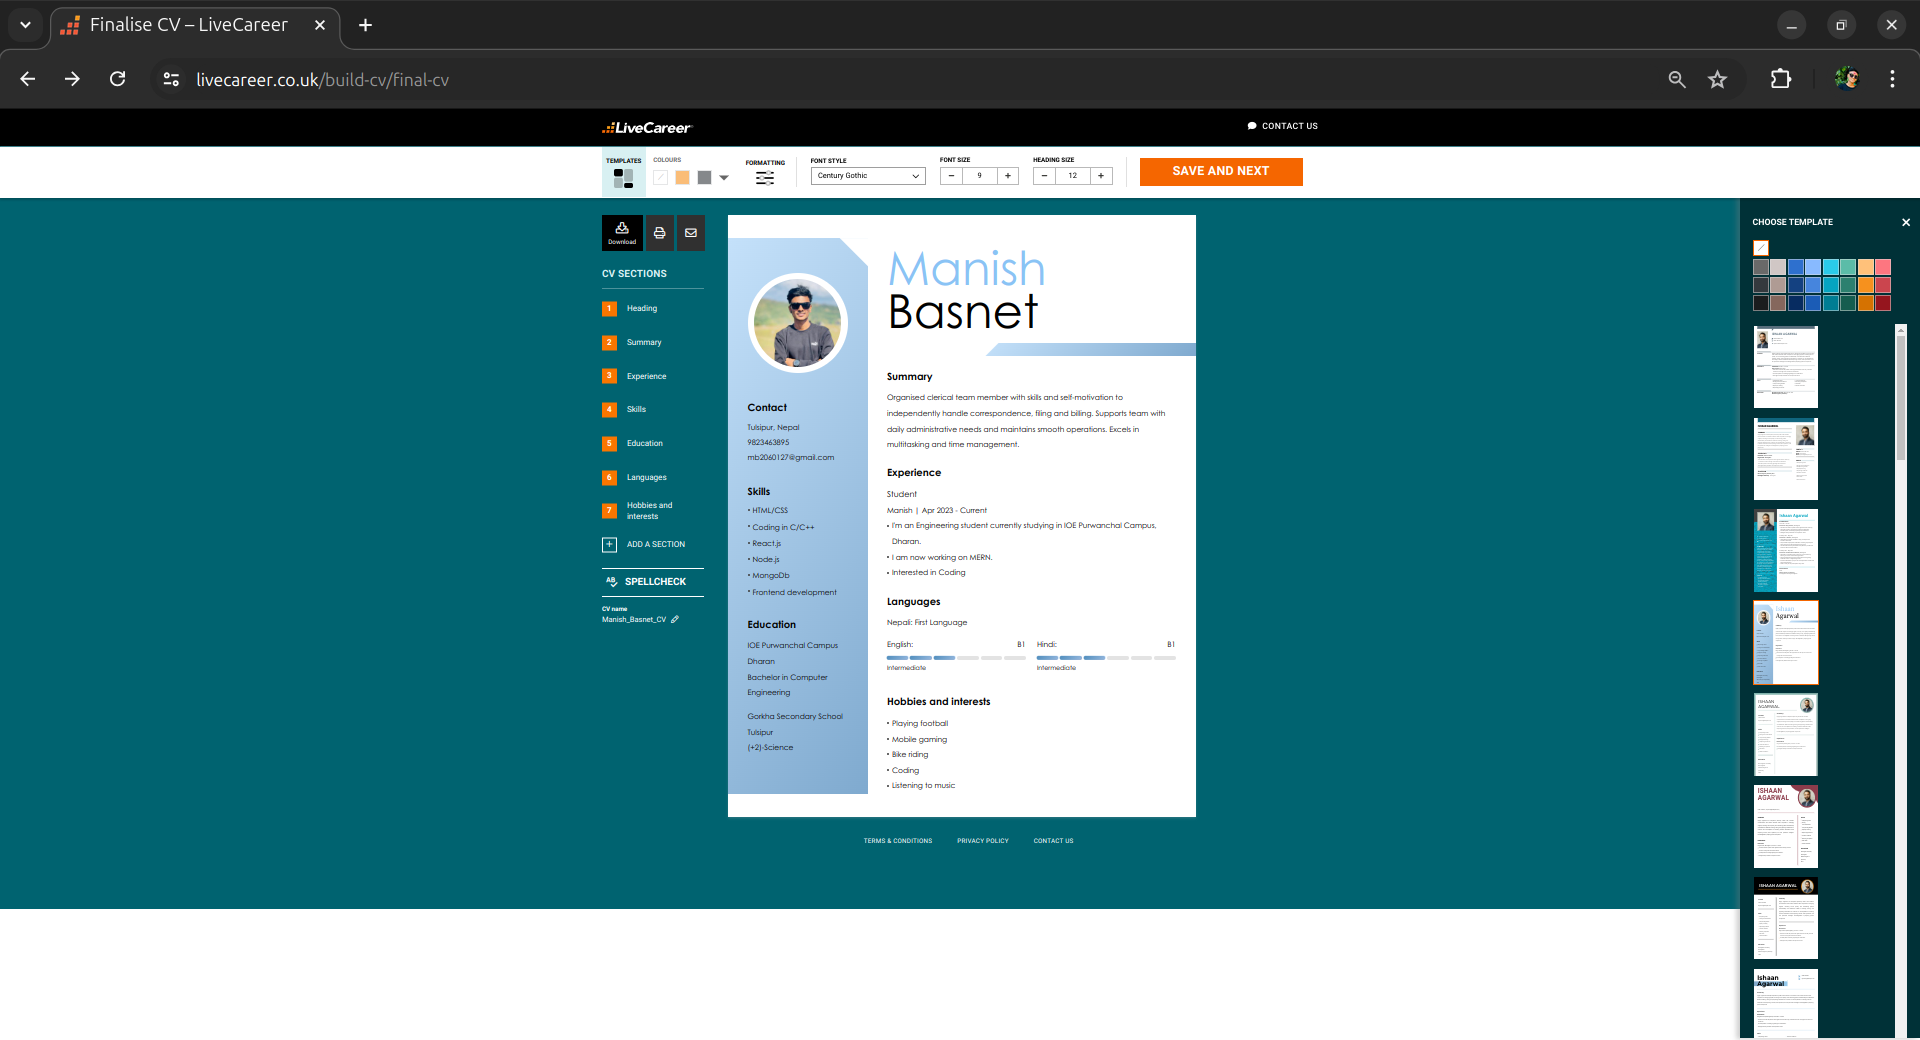 Finalise CV – LiveCareer
livecareer.co.uk/build-cv/final-cv
LiveCareer
CONTACT US
TEMPLATES
COLOURS
FORMATTING
FONT STYLE
Century Gothic
FONT SIZE
9
HEADING SIZE
12
SAVE AND NEXT
Download
CV SECTIONS
1 Heading
2 Summary
3 Experience
4 Skills
5 Education
6 Languages
7 Hobbies and
interests
ADD A SECTION
SPELLCHECK
CV name
Manish_Basnet_CV
Contact
Tulsipur, Nepal
9823463895
mb2060127@gmail.com
Skills
• HTML/CSS
• Coding in C/C++
• React.js
• Node.js
• MongoDb
• Frontend development
Education
IOE Purwanchal Campus
Dharan
Bachelor in Computer
Engineering
Gorkha Secondary School
Tulsipur
(+2)-Science
Manish
Basnet
Summary
Organised clerical team member with skills and self-motivation to
independently handle correspondence, filing and billing. Supports team with
daily administrative needs and maintains smooth operations. Excels in
multitasking and time management.
Experience
Student
Manish | Apr 2023 - Current
• I'm an Engineering student currently studying in IOE Purwanchal Campus,
Dharan.
• I am now working on MERN.
• Interested in Coding
Languages
Nepali: First Language
English: B1
Intermediate
Hindi: B1
Intermediate
Hobbies and interests
• Playing football
• Mobile gaming
• Bike riding
• Coding
• Listening to music
TERMS & CONDITIONS
PRIVACY POLICY
CONTACT US
CHOOSE TEMPLATE
Ishaan Agarwal
Ishaan
Agarwal
ISHAAN
AGARWAL
ISHAAN
AGARWAL
ISHAAN AGARWAL
Ishaan
Agarwal